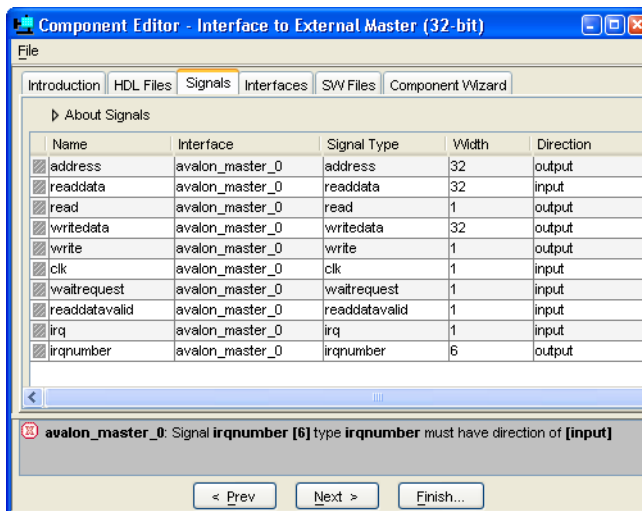 Component Editor - Interface to External Master (32-bit)
File
Introduction HDL Files Signals Interfaces SW Files Component Wizard
About Signals
Name Interface Signal Type Width Direction
address avalon_master_0 address 32 output
readdata avalon_master_0 readdata 32 input
read avalon_master_0 read 1 output
writedata avalon_master_0 writedata 32 output
write avalon_master_0 write 1 output
clk avalon_master_0 clk 1 input
waitrequest avalon_master_0 waitrequest 1 input
readdatavalid avalon_master_0 readdatavalid 1 input
irq avalon_master_0 irq 1 input
irqnumber avalon_master_0 irqnumber 6 output
avalon_master_0: Signal irqnumber [6] type irqnumber must have direction of [input]
< Prev Next > Finish...